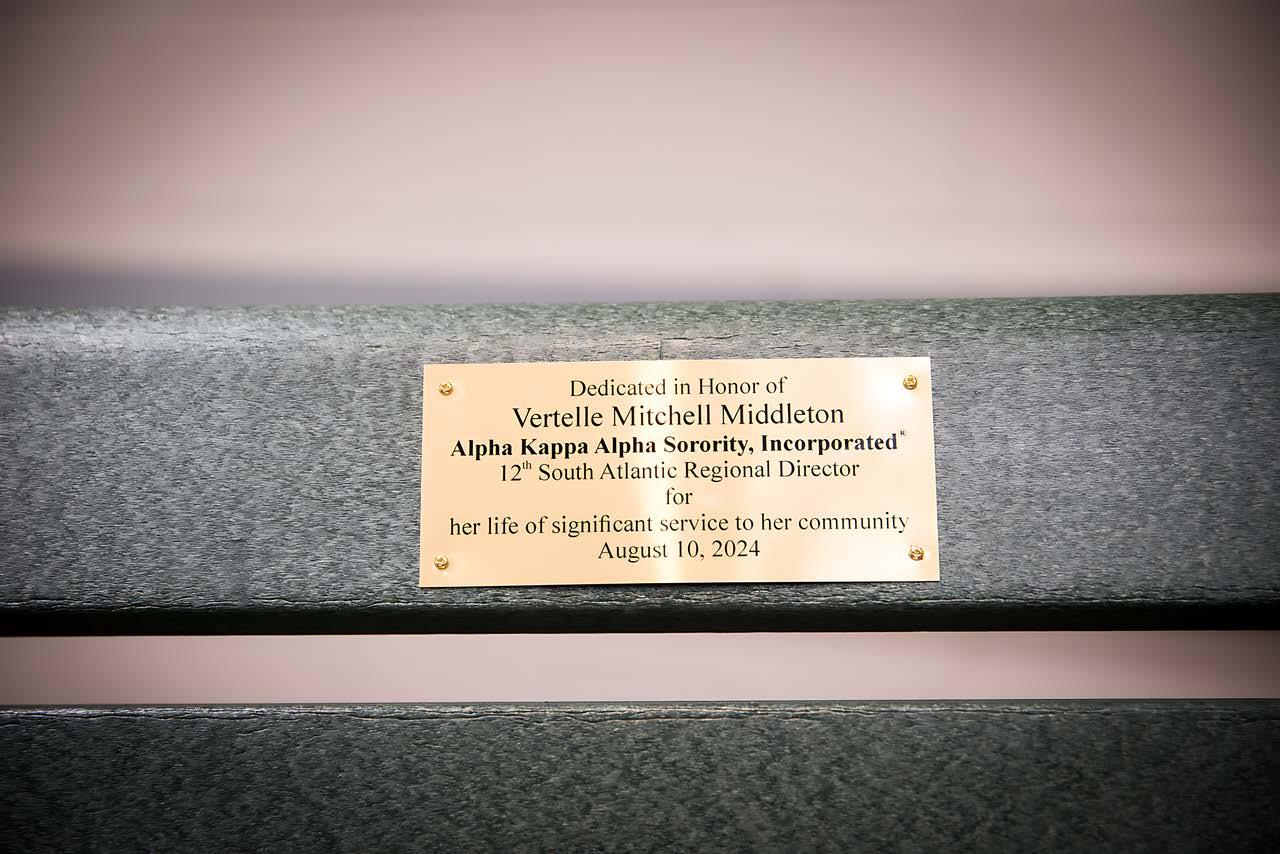 Dedicated in Honor of
Vertelle Mitchell Middleton
Alpha Kappa Alpha Sorority, Incorporated®
12th South Atlantic Regional Director
for
her life of significant service to her community
August 10, 2024